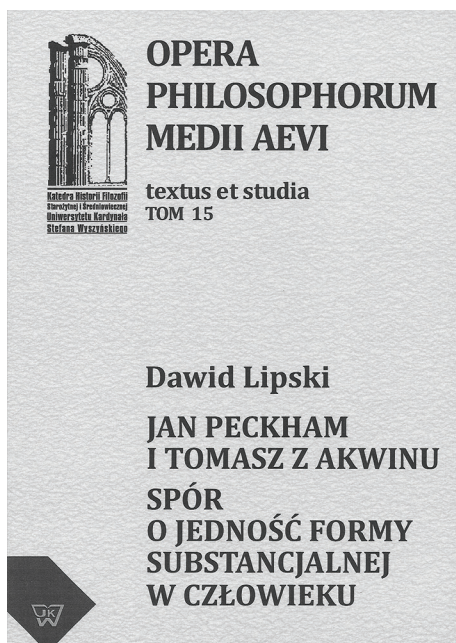 OPERA
PHILOSOPHORUM
MEDII AEVI
textus et studia
TOM 15
Katedra Historii Filozofii
Starożytnej i Średniowiecznej
Uniwersytetu Kardynała
Stefana Wyszyńskiego
Dawid Lipski
JAN PECKHAM
I TOMASZ Z AKWINU
SPÓR
O JEDNOŚĆ FORMY
SUBSTANCJALNEJ
W CZŁOWIEKU